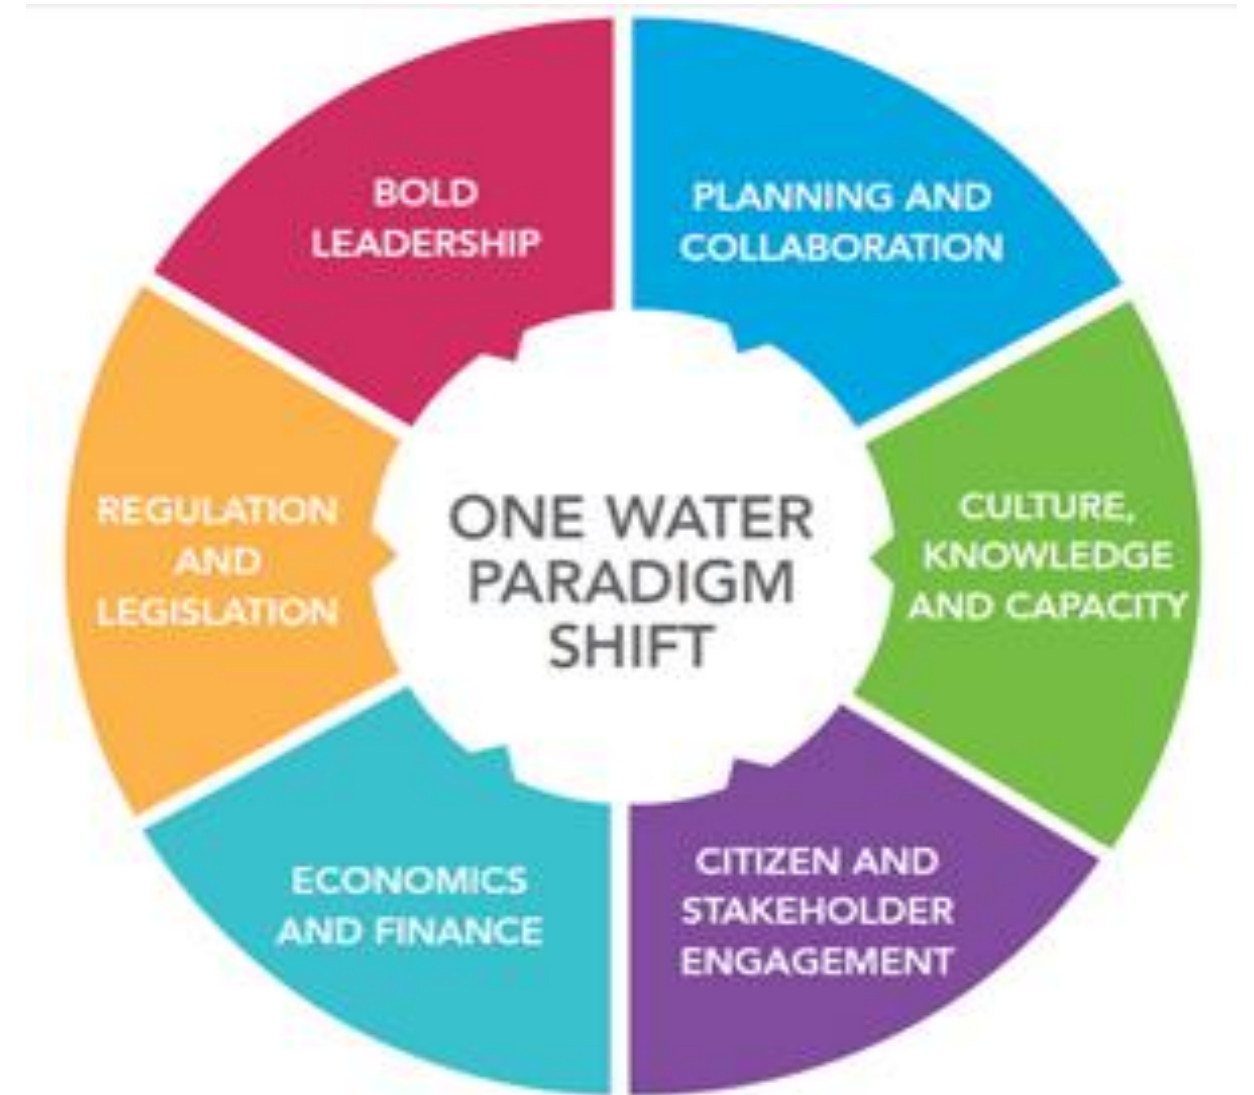 BOLD
LEADERSHIP
PLANNING AND
COLLABORATION
REGULATION
AND
LEGISLATION
ONE WATER
PARADIGM
SHIFT
CULTURE,
KNOWLEDGE
AND CAPACITY
ECONOMICS
AND FINANCE
CITIZEN AND
STAKEHOLDER
ENGAGEMENT